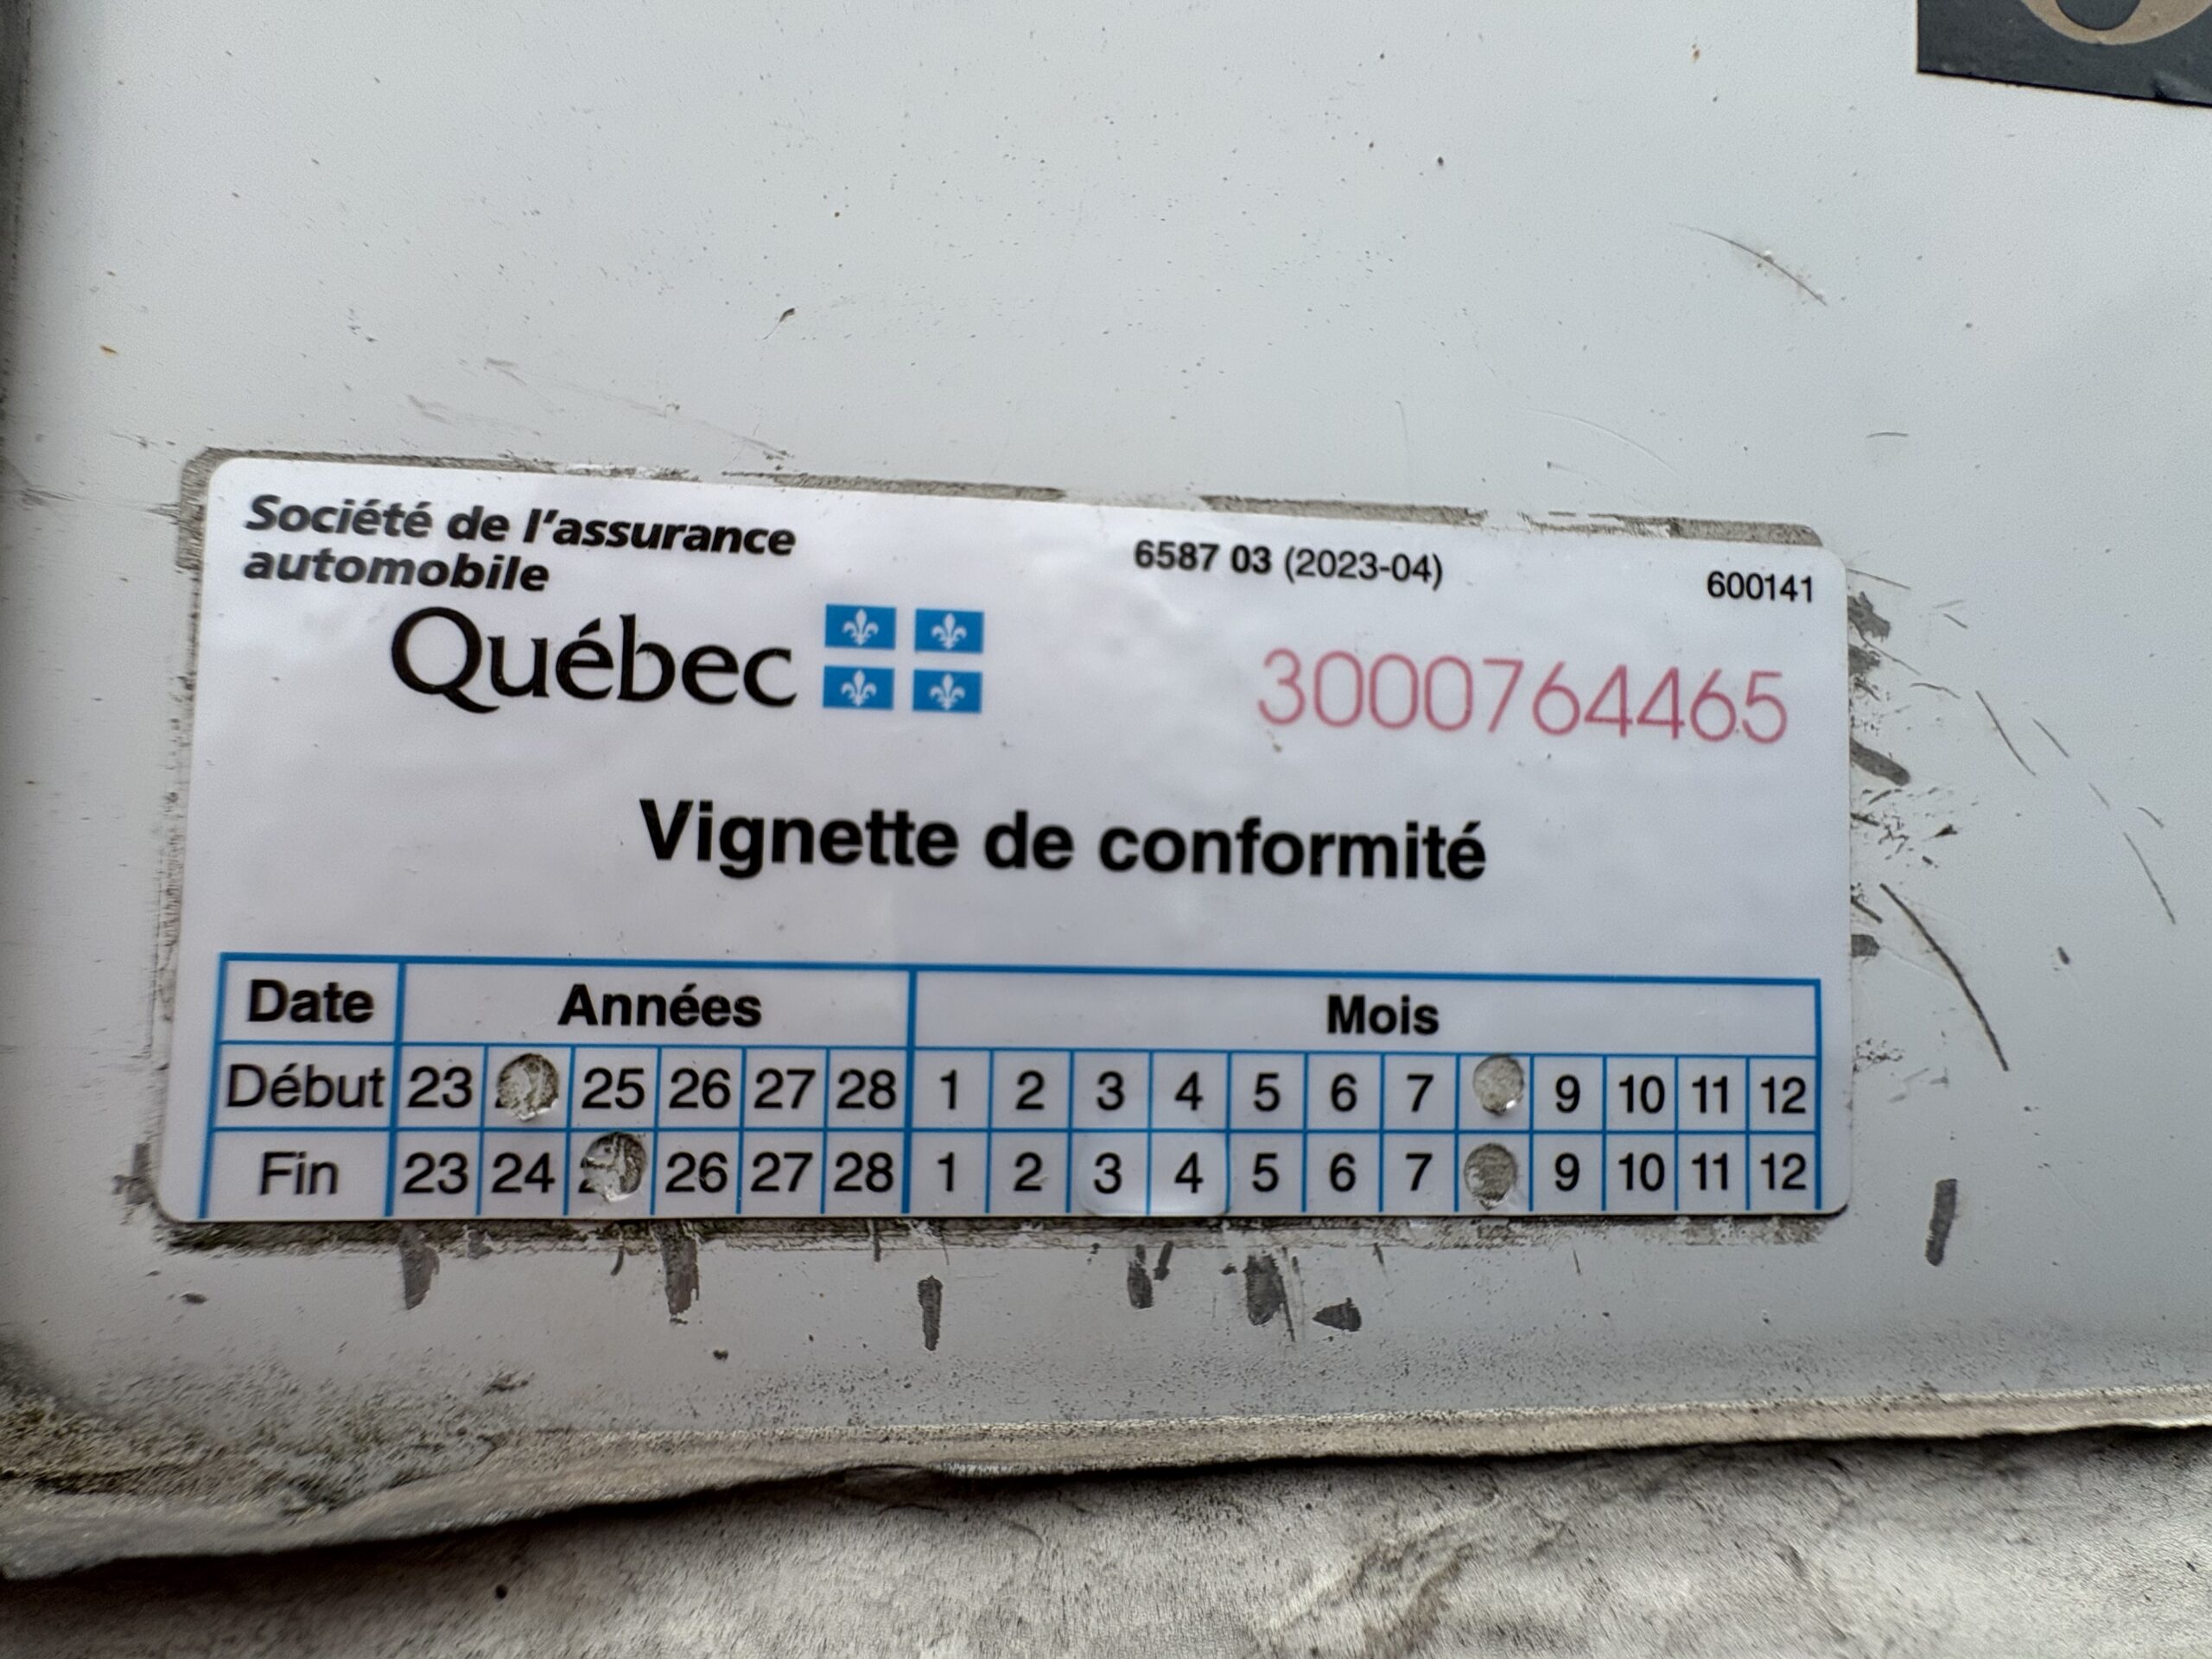 Société de l'assurance
automobile
Québec
6587 03 (2023-04)
600141
3000764465
Vignette de conformité
Date Années Mois
Début 23 25 26 27 28 1 2 3 4 5 6 7 9 10 11 12
Fin 23 24 26 27 28 1 2 3 4 5 6 7 9 10 11 12